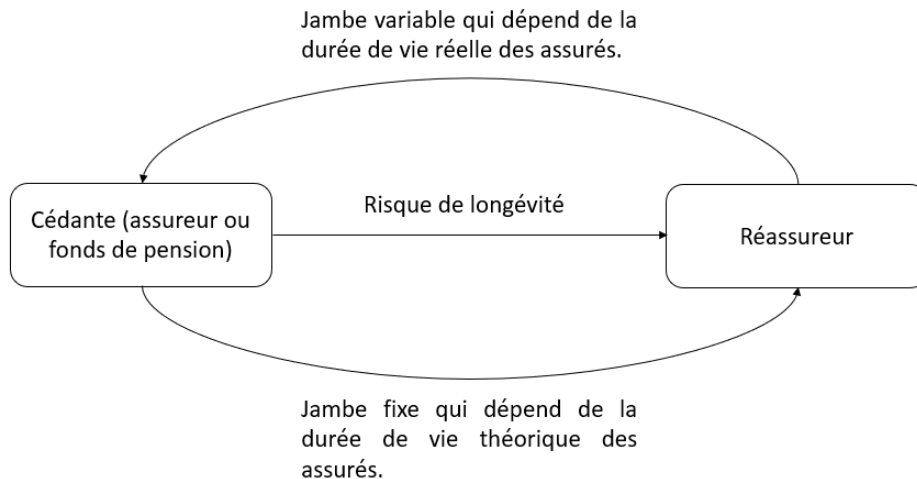 Jambe variable qui dépend de la
durée de vie réelle des assurés.
Cédante (assureur ou
fonds de pension)
Risque de longévité
Réassureur
Jambe fixe qui dépend de la
durée de vie théorique des
assurés.